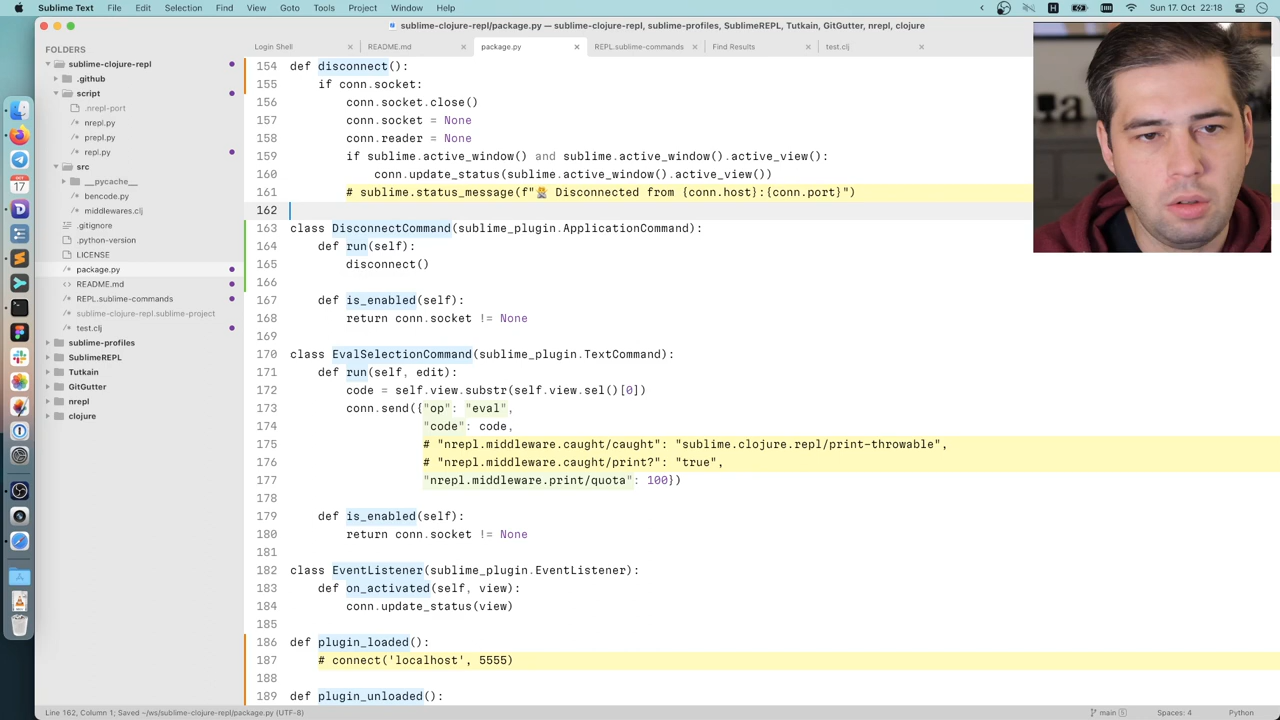 Sublime Text File Edit Selection Find View Goto Tools Project Window Help
Sun 17. Oct 22:18
sublime-clojure-repl/package.py — sublime-clojure-repl, sublime-profiles, SublimeREPL, Tutkain, GitGutter, nrepl, clojure
FOLDERS
sublime-clojure-repl
.github
script
.nrepl-port
nrepl.py
prepl.py
repl.py
src
__pycache__
bencode.py
middlewares.clj
.gitignore
.python-version
LICENSE
package.py
README.md
REPL.sublime-commands
sublime-clojure-repl.sublime-project
test.clj
sublime-profiles
SublimeREPL
Tutkain
GitGutter
nrepl
clojure
Login Shell × README.md × package.py × REPL.sublime-commands × Find Results × test.clj ×
154 def disconnect():
155 if conn.socket:
156 conn.socket.close()
157 conn.socket = None
158 conn.reader = None
159 if sublime.active_window() and sublime.active_window().active_view():
160 conn.update_status(sublime.active_window().active_view())
161 # sublime.status_message(f" Disconnected from {conn.host}:{conn.port}")
162
163 class DisconnectCommand(sublime_plugin.ApplicationCommand):
164 def run(self):
165 disconnect()
166
167 def is_enabled(self):
168 return conn.socket != None
169
170 class EvalSelectionCommand(sublime_plugin.TextCommand):
171 def run(self, edit):
172 code = self.view.substr(self.view.sel()[0])
173 conn.send({"op": "eval",
174 "code": code,
175 # "nrepl.middleware.caught/caught": "sublime.clojure.repl/print-throwable",
176 # "nrepl.middleware.caught/print?": "true",
177 "nrepl.middleware.print/quota": 100})
178
179 def is_enabled(self):
180 return conn.socket != None
181
182 class EventListener(sublime_plugin.EventListener):
183 def on_activated(self, view):
184 conn.update_status(view)
185
186 def plugin_loaded():
187 # connect('localhost', 5555)
188
189 def plugin_unloaded():
Line 162, Column 1; Saved ~/ws/sublime-clojure-repl/package.py (UTF-8) main 5 Spaces: 4 Python